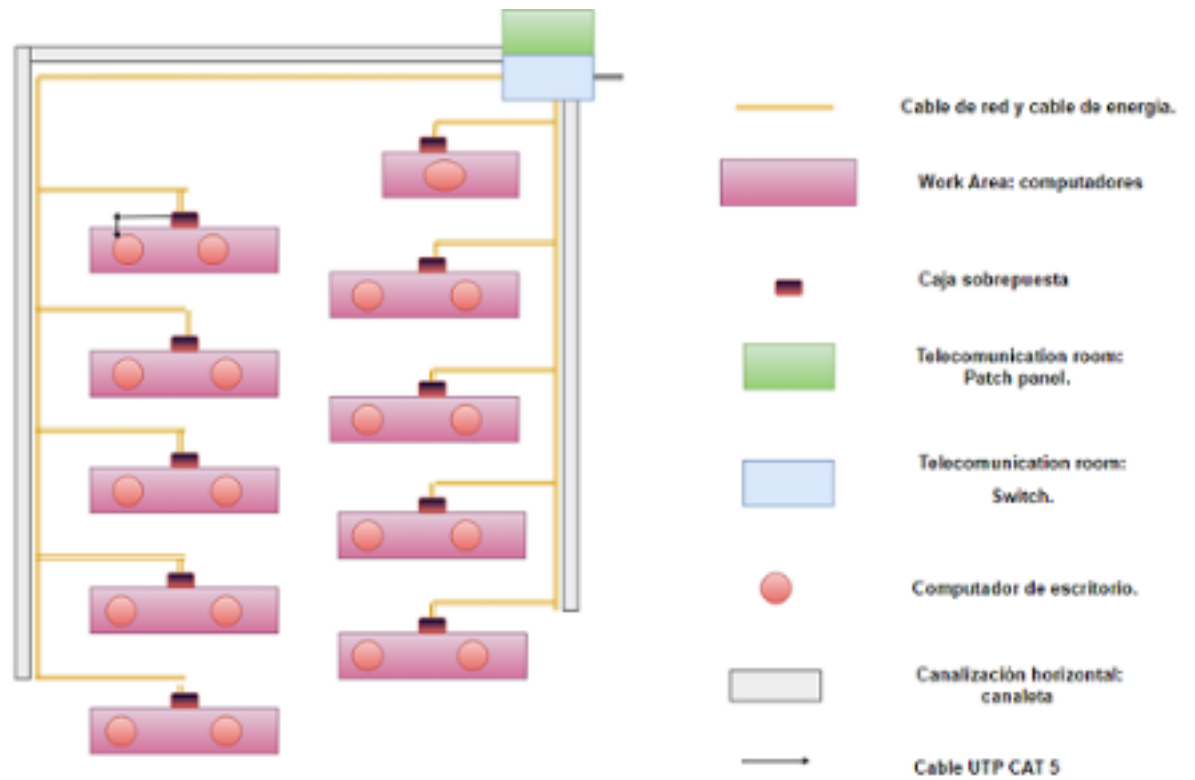 Cable de red y cable de energia.
Work Area: computadores
Caja sobrepuesta
Telecomunication room:
Patch panel.
Telecomunication room:
Switch.
Computador de escritorio.
Canalización horizontal:
canaleta
Cable UTP CAT 5